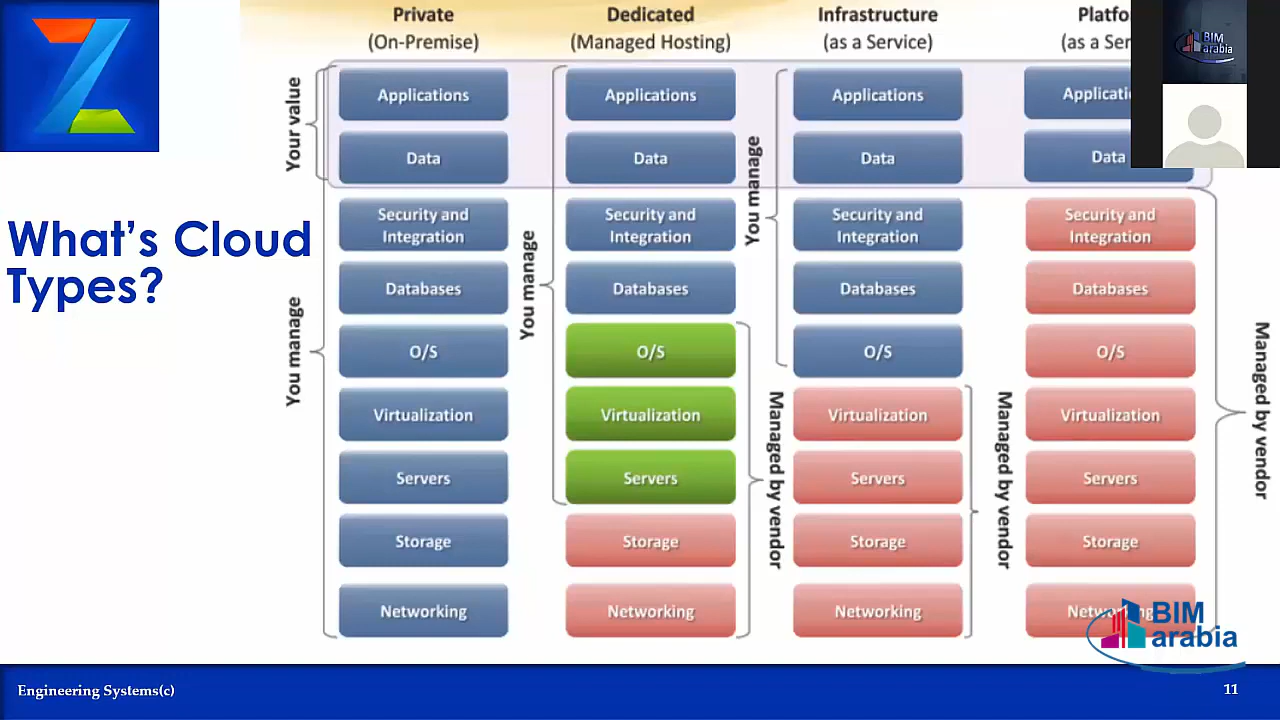 Private
(On-Premise)
Dedicated
(Managed Hosting)
Infrastructure
(as a Service)
(as a
BIM
arabia
Your value
You manage
Applications
Data
Security and
Integration
Databases
O/S
Virtualization
Servers
Storage
Networking
You manage
Applications
Data
Security and
Integration
Databases
O/S
Virtualization
Servers
Storage
Networking
Managed by vendor
You manage
Applications
Data
Security and
Integration
Databases
O/S
Virtualization
Servers
Storage
Networking
Managed by vendor
Data
Security and
Integration
Databases
O/S
Virtualization
Servers
Storage
Managed by vendor
What's Cloud
Types?
BIM
arabia
Engineering Systems(c)
11